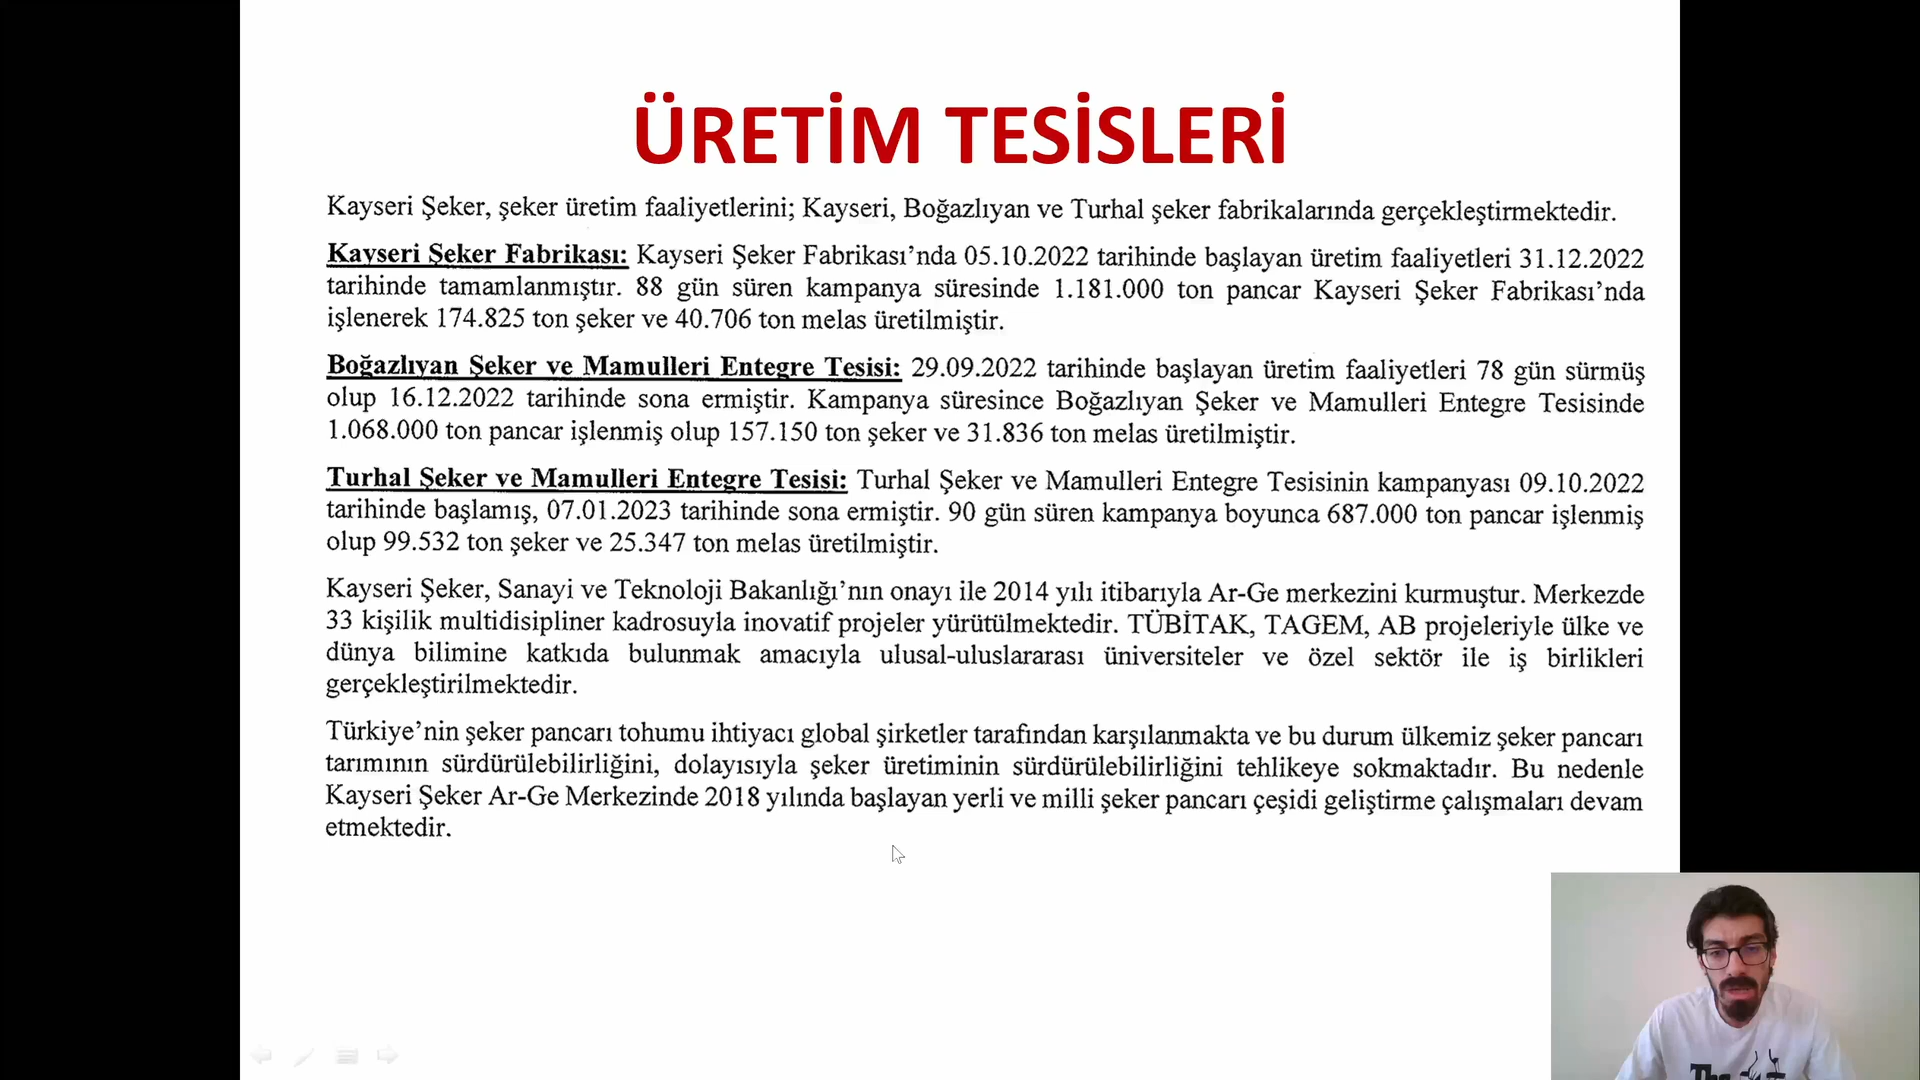 ÜRETİM TESİSLERİ
Kayseri Şeker, şeker üretim faaliyetlerini; Kayseri, Boğazlıyan ve Turhal şeker fabrikalarında gerçekleştirmektedir.
Kayseri Şeker Fabrikası: Kayseri Şeker Fabrikası’nda 05.10.2022 tarihinde başlayan üretim faaliyetleri 31.12.2022
tarihinde tamamlanmıştır. 88 gün süren kampanya süresinde 1.181.000 ton pancar Kayseri Şeker Fabrikası’nda
işlenerek 174.825 ton şeker ve 40.706 ton melas üretilmiştir.
Boğazlıyan Şeker ve Mamulleri Entegre Tesisi: 29.09.2022 tarihinde başlayan üretim faaliyetleri 78 gün sürmüş
olup 16.12.2022 tarihinde sona ermiştir. Kampanya süresince Boğazlıyan Şeker ve Mamulleri Entegre Tesisinde
1.068.000 ton pancar işlenmiş olup 157.150 ton şeker ve 31.836 ton melas üretilmiştir.
Turhal Şeker ve Mamulleri Entegre Tesisi: Turhal Şeker ve Mamulleri Entegre Tesisinin kampanyası 09.10.2022
tarihinde başlamış, 07.01.2023 tarihinde sona ermiştir. 90 gün süren kampanya boyunca 687.000 ton pancar işlenmiş
olup 99.532 ton şeker ve 25.347 ton melas üretilmiştir.
Kayseri Şeker, Sanayi ve Teknoloji Bakanlığı’nın onayı ile 2014 yılı itibarıyla Ar-Ge merkezini kurmuştur. Merkezde
33 kişilik multidisipliner kadrosuyla inovatif projeler yürütülmektedir. TÜBİTAK, TAGEM, AB projeleriyle ülke ve
dünya bilimine katkıda bulunmak amacıyla ulusal-uluslararası üniversiteler ve özel sektör ile iş birlikleri
gerçekleştirilmektedir.
Türkiye’nin şeker pancarı tohumu ihtiyacı global şirketler tarafından karşılanmakta ve bu durum ülkemiz şeker pancarı
tarımının sürdürülebilirliğini, dolayısıyla şeker üretiminin sürdürülebilirliğini tehlikeye sokmaktadır. Bu nedenle
Kayseri Şeker Ar-Ge Merkezinde 2018 yılında başlayan yerli ve milli şeker pancarı çeşidi geliştirme çalışmaları devam
etmektedir.
The